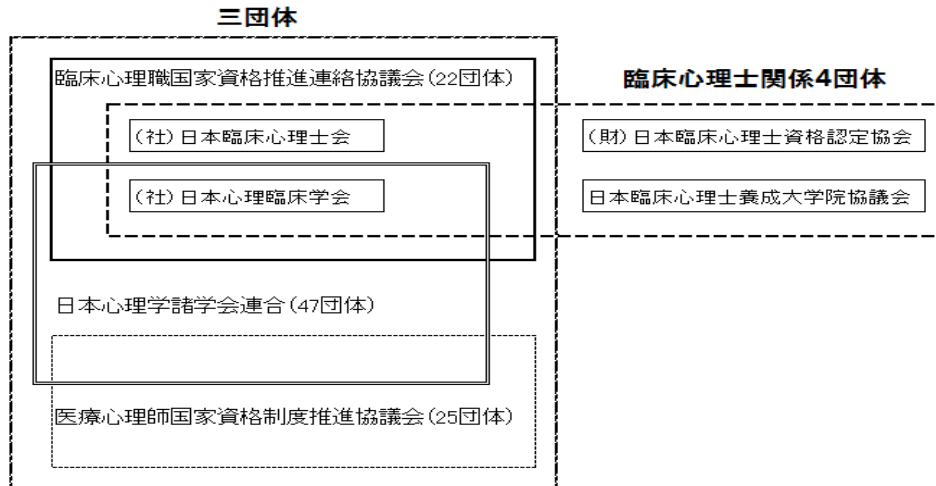 三団体
臨床心理職国家資格推進連絡協議会(22団体)
臨床心理士関係4団体
(社)日本臨床心理士会
(財)日本臨床心理士資格認定協会
(社)日本心理臨床学会
日本臨床心理士養成大学院協議会
日本心理学諸学会連合(47団体)
医療心理師国家資格制度推進協議会(25団体)